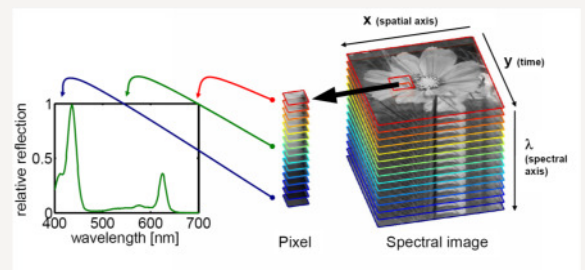 x (spatial axis)
y (time)
λ
(spectral
axis)
relative reflection
1
0.5
0
400 500 600 700
wavelength [nm]
Pixel
Spectral image